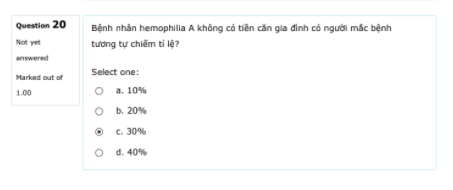 Question 20
Not yet
answered
Marked out of
1.00
Bệnh nhân hemophilia A không có tiền căn gia đình có người mắc bệnh
tương tự chiếm tỉ lệ?
Select one:
a. 10%
b. 20%
c. 30%
d. 40%